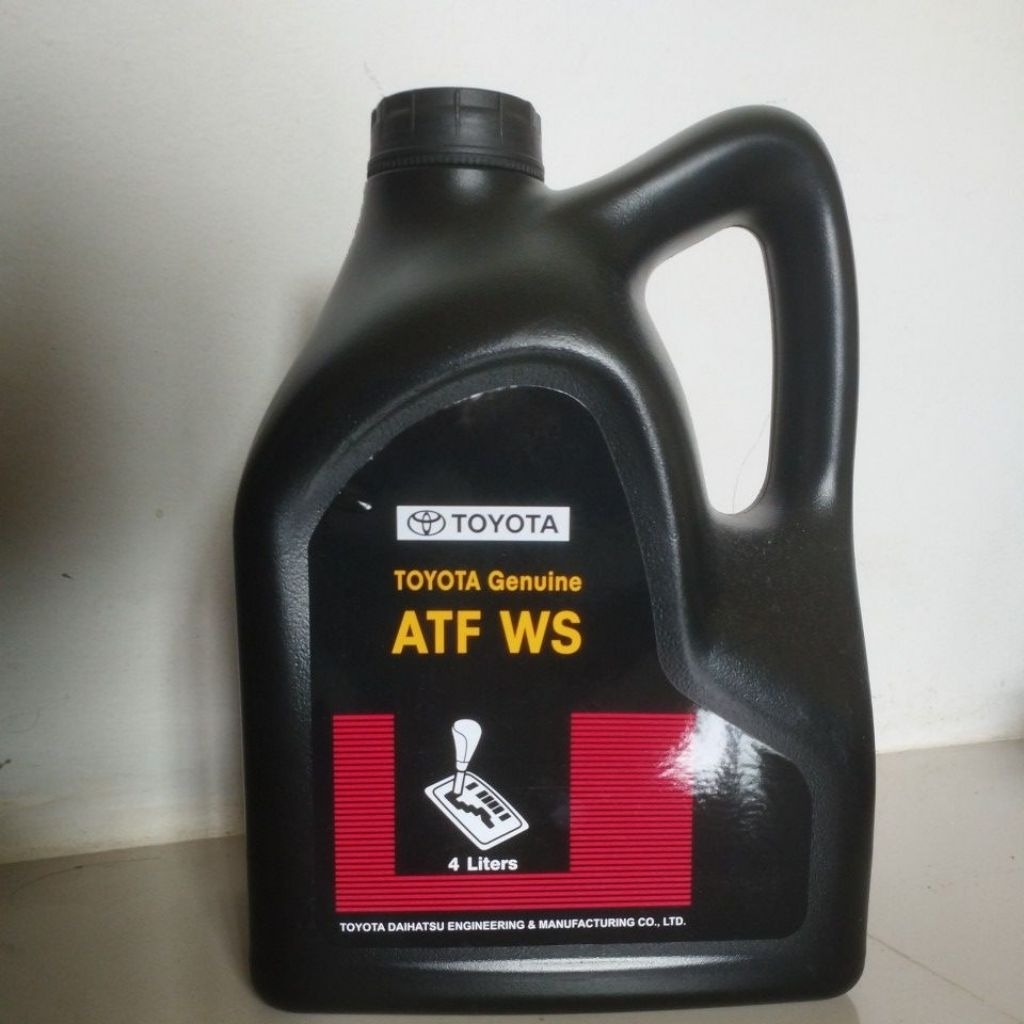 TOYOTA
TOYOTA Genuine
ATF WS
4 Liters
TOYOTA DAIHATSU ENGINEERING & MANUFACTURING CO., LTD.